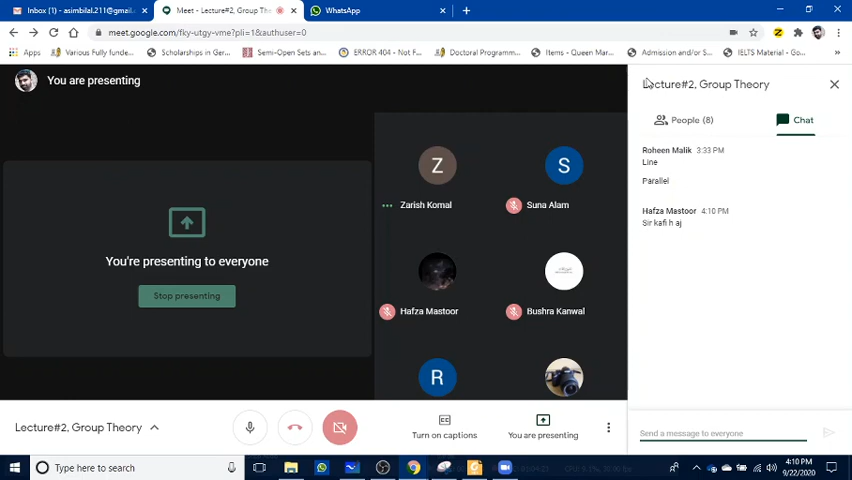 Inbox (1) - asimbilal.211@gmail.
Meet - Lecture#2, Group Theory
WhatsApp
meet.google.com/fky-utgy-vme?pli=1&authuser=0
Apps
Various Fully funde...
Scholarships in Ger...
Semi-Open Sets and...
ERROR 404 - Not F...
Doctoral Programm...
Items - Queen Mar...
Admission and/or S...
IELTS Material - Go...
You are presenting
You're presenting to everyone
Stop presenting
Z
Zarish Komal
S
Suna Alam
Hafza Mastoor
Bushra Kanwal
R
Lecture#2, Group Theory
People (8)
Chat
Roheen Malik 3:33 PM
Line
Parallel
Hafza Mastoor 4:10 PM
Sir kafi h aj
Send a message to everyone
Lecture#2, Group Theory
Turn on captions
You are presenting
Type here to search
4:10 PM
9/22/2020